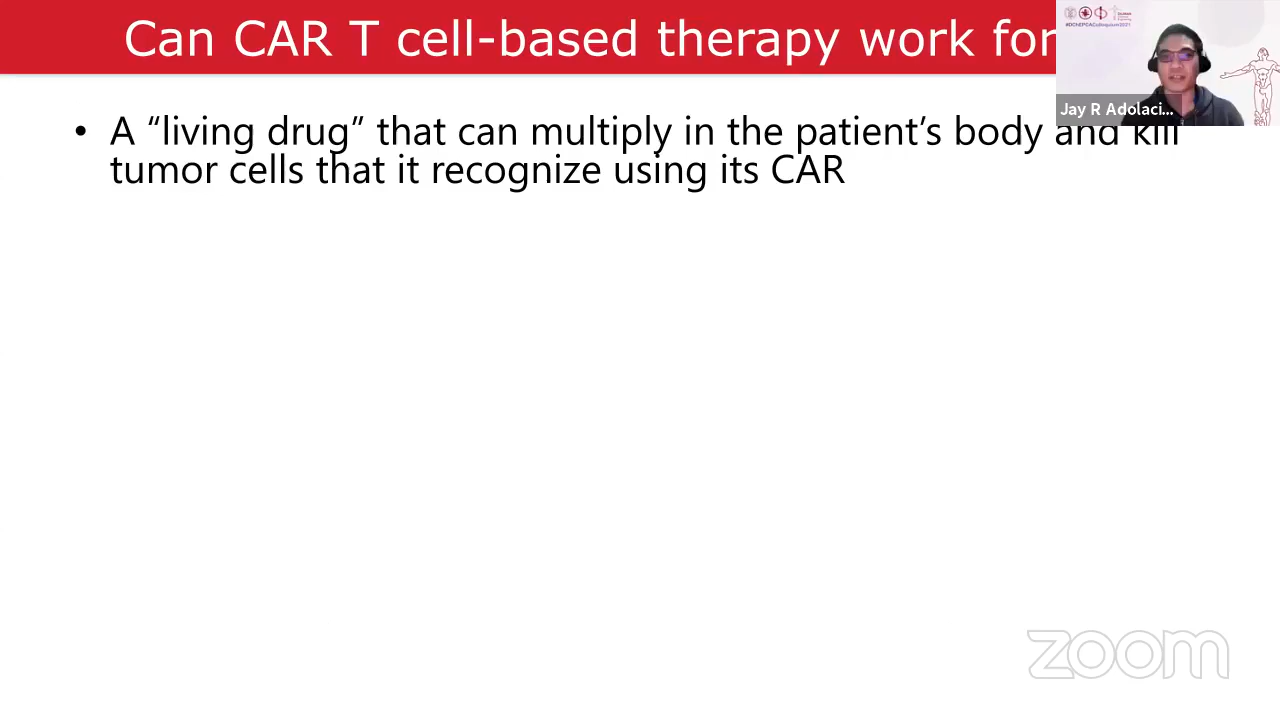 Can CAR T cell-based therapy work for
Jay R Adolaci...
#DChEPCAColloquium2021
• A “living drug” that can multiply in the patient’s body and kill
tumor cells that it recognize using its CAR
zoom